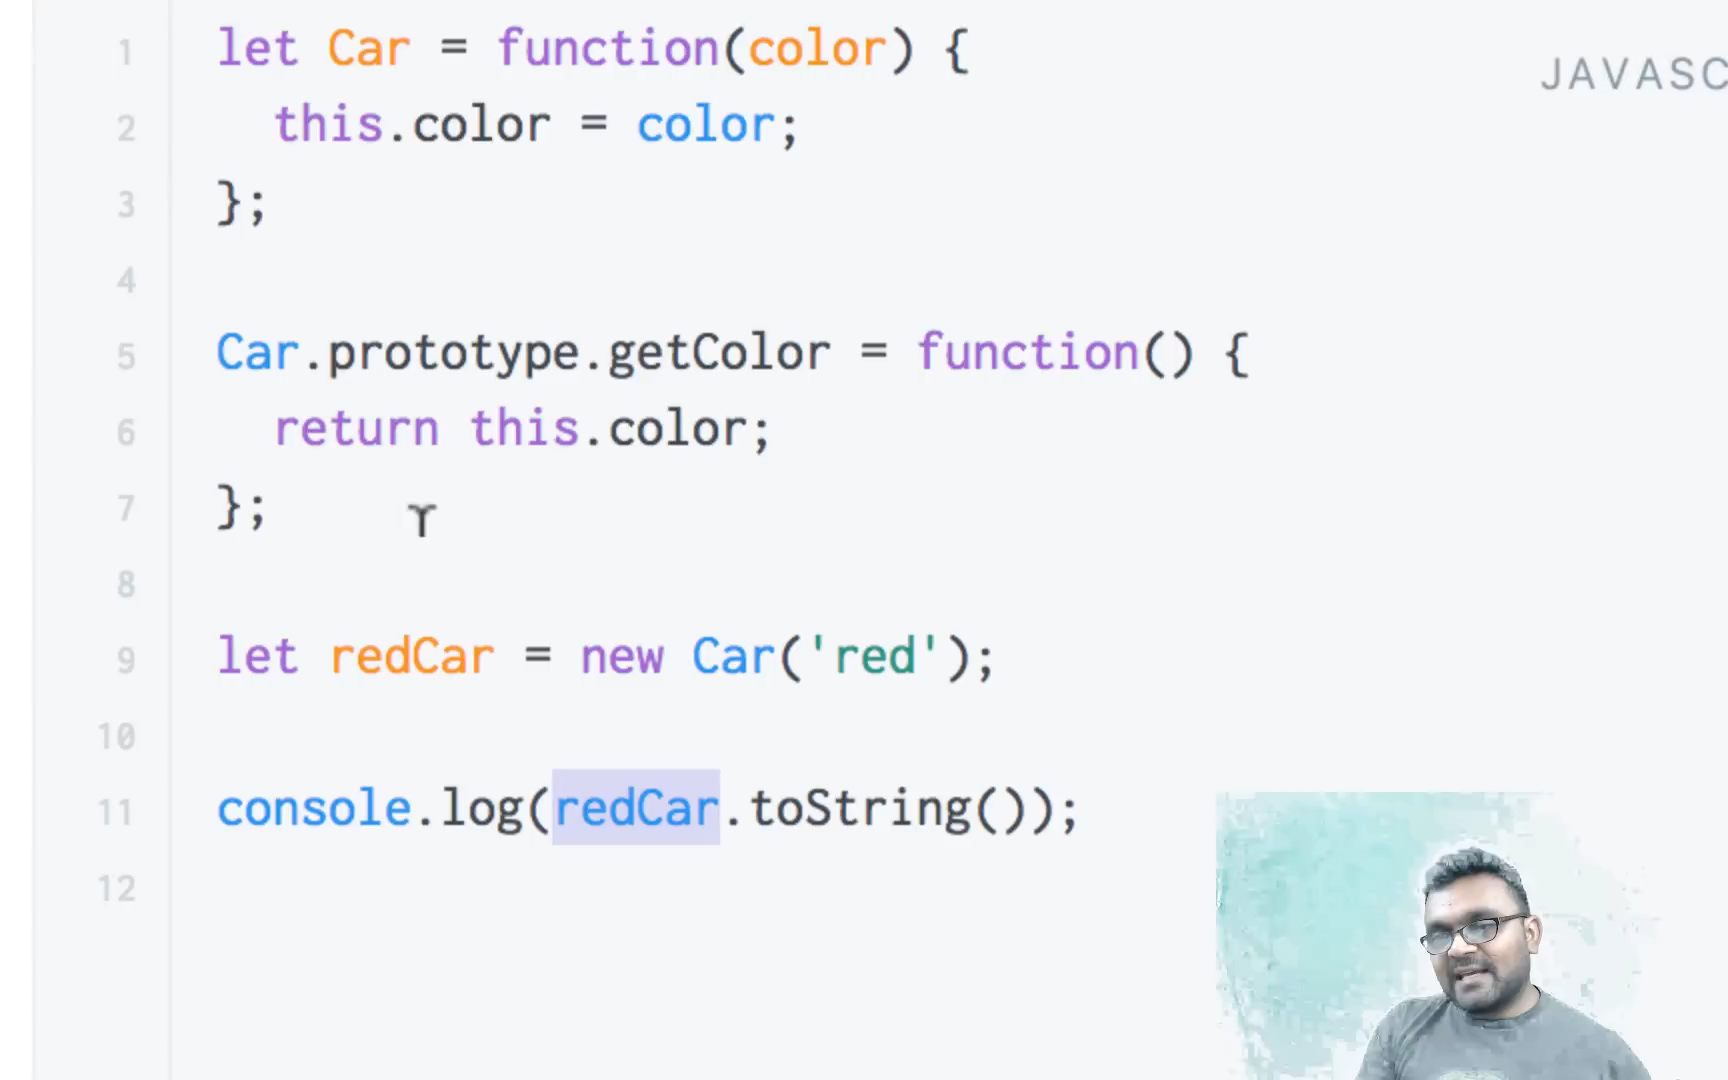 1 let Car = function(color) {
JAVASC
2 this.color = color;
3 };
4
5 Car.prototype.getColor = function() {
6 return this.color;
7 };
8
9 let redCar = new Car('red');
10
11 console.log(redCar.toString());
12